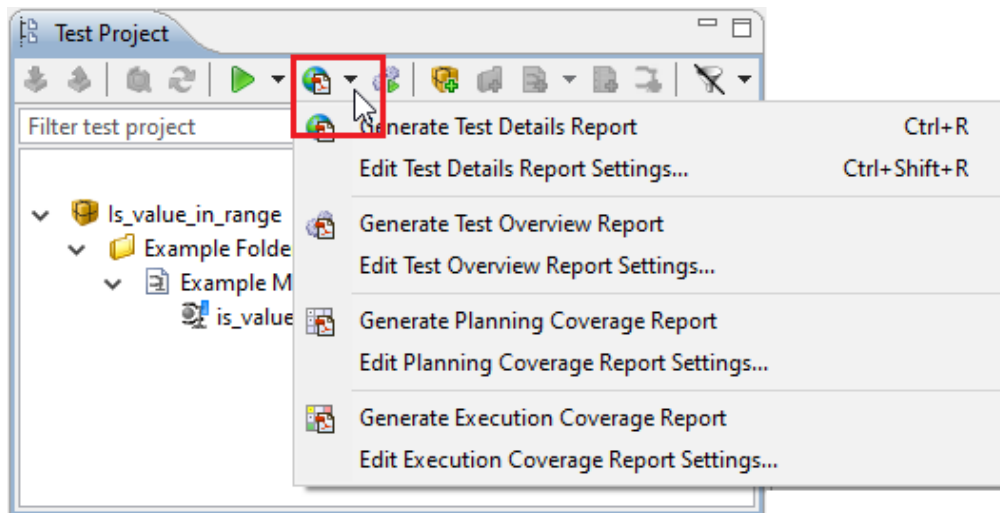 Test Project
Filter test project
Generate Test Details Report Ctrl+R
Edit Test Details Report Settings... Ctrl+Shift+R
Is_value_in_range
Generate Test Overview Report
Example Folde
Edit Test Overview Report Settings...
Example M
is_value
Generate Planning Coverage Report
Edit Planning Coverage Report Settings...
Generate Execution Coverage Report
Edit Execution Coverage Report Settings...